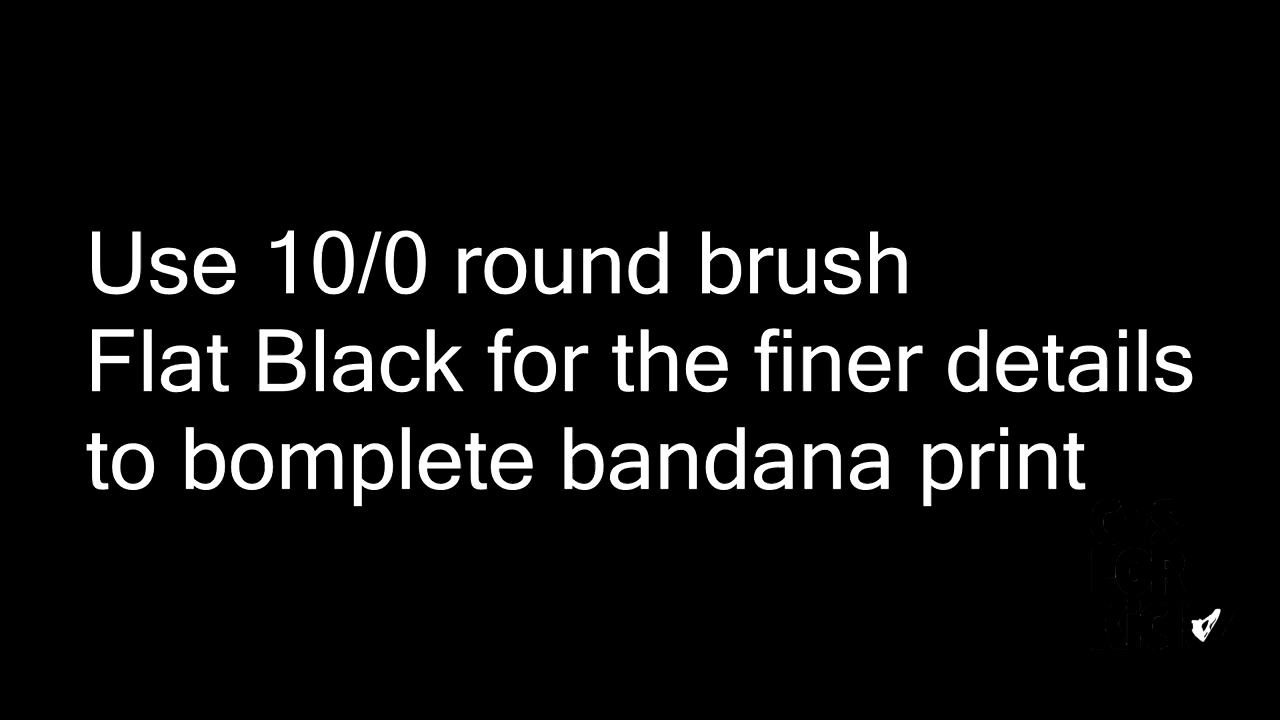 Use 10/0 round brush
Flat Black for the finer details
to bomplete bandana print